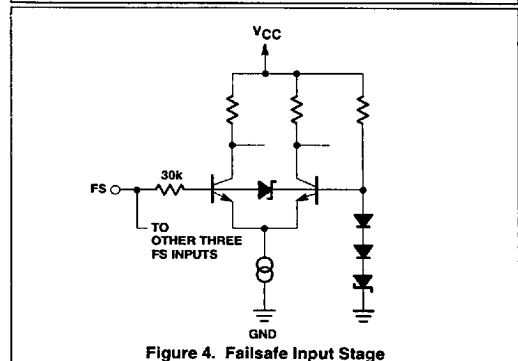 VCC
30k
FS
TO
OTHER THREE
FS INPUTS
GND
Figure 4. Failsafe Input Stage